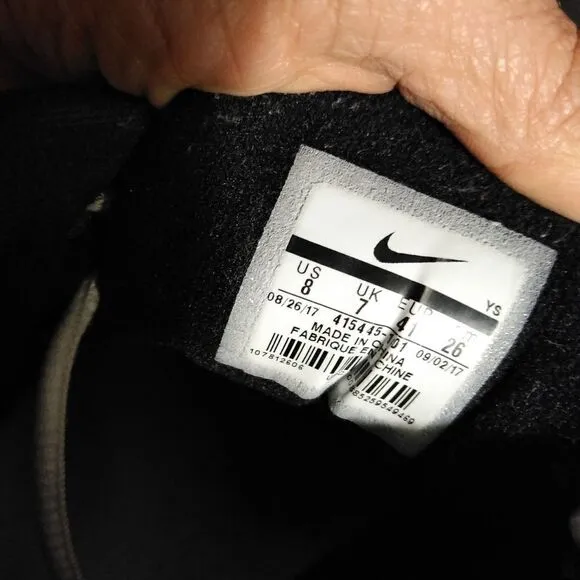 US UK EUR YS
8 7 41 26
08/26/17 415445-101 09/02/17
MADE IN CHINA
FABRIQUE EN CHINE
107812606